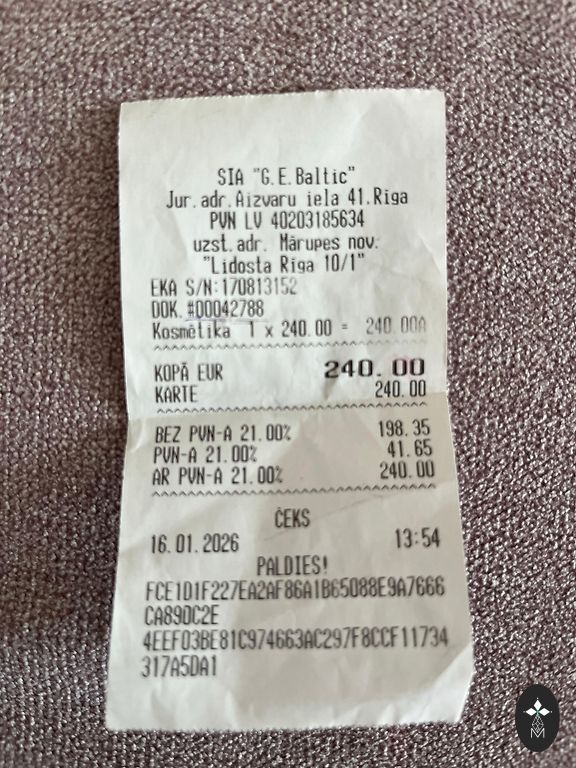 SIA "G.E.Baltic"
Jur.adr.Aizvaru iela 41.Rīga
PVN LV 40203185634
uzst.adr. Mārupes nov.
"Lidosta Rīga 10/1"
EKA S/N:170813152
DOK.#00042788
Kosmētika 1 x 240.00 = 240.00A
KOPĀ EUR 240.00
KARTE 240.00
BEZ PVN-A 21.00% 198.35
PVN-A 21.00% 41.65
AR PVN-A 21.00% 240.00
ČEKS
16.01.2026 13:54
PALDIES!
FCE1D1F227EA2AF86A1B65088E9A7666
CA890C2E
4EEF03BE81C974663AC297F8CCF11734
317A5DA1
M